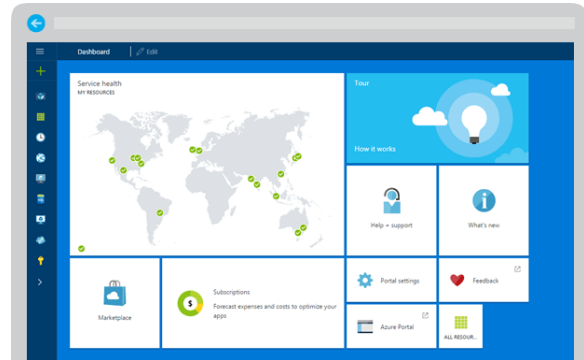 Dashboard
Edit
Service health
MY RESOURCES
Tour
How it works
Help + support
What's new
Marketplace
Subscriptions
Forecast expenses and costs to optimize your
apps
Portal settings
Feedback
Azure Portal
ALL RESOUR...